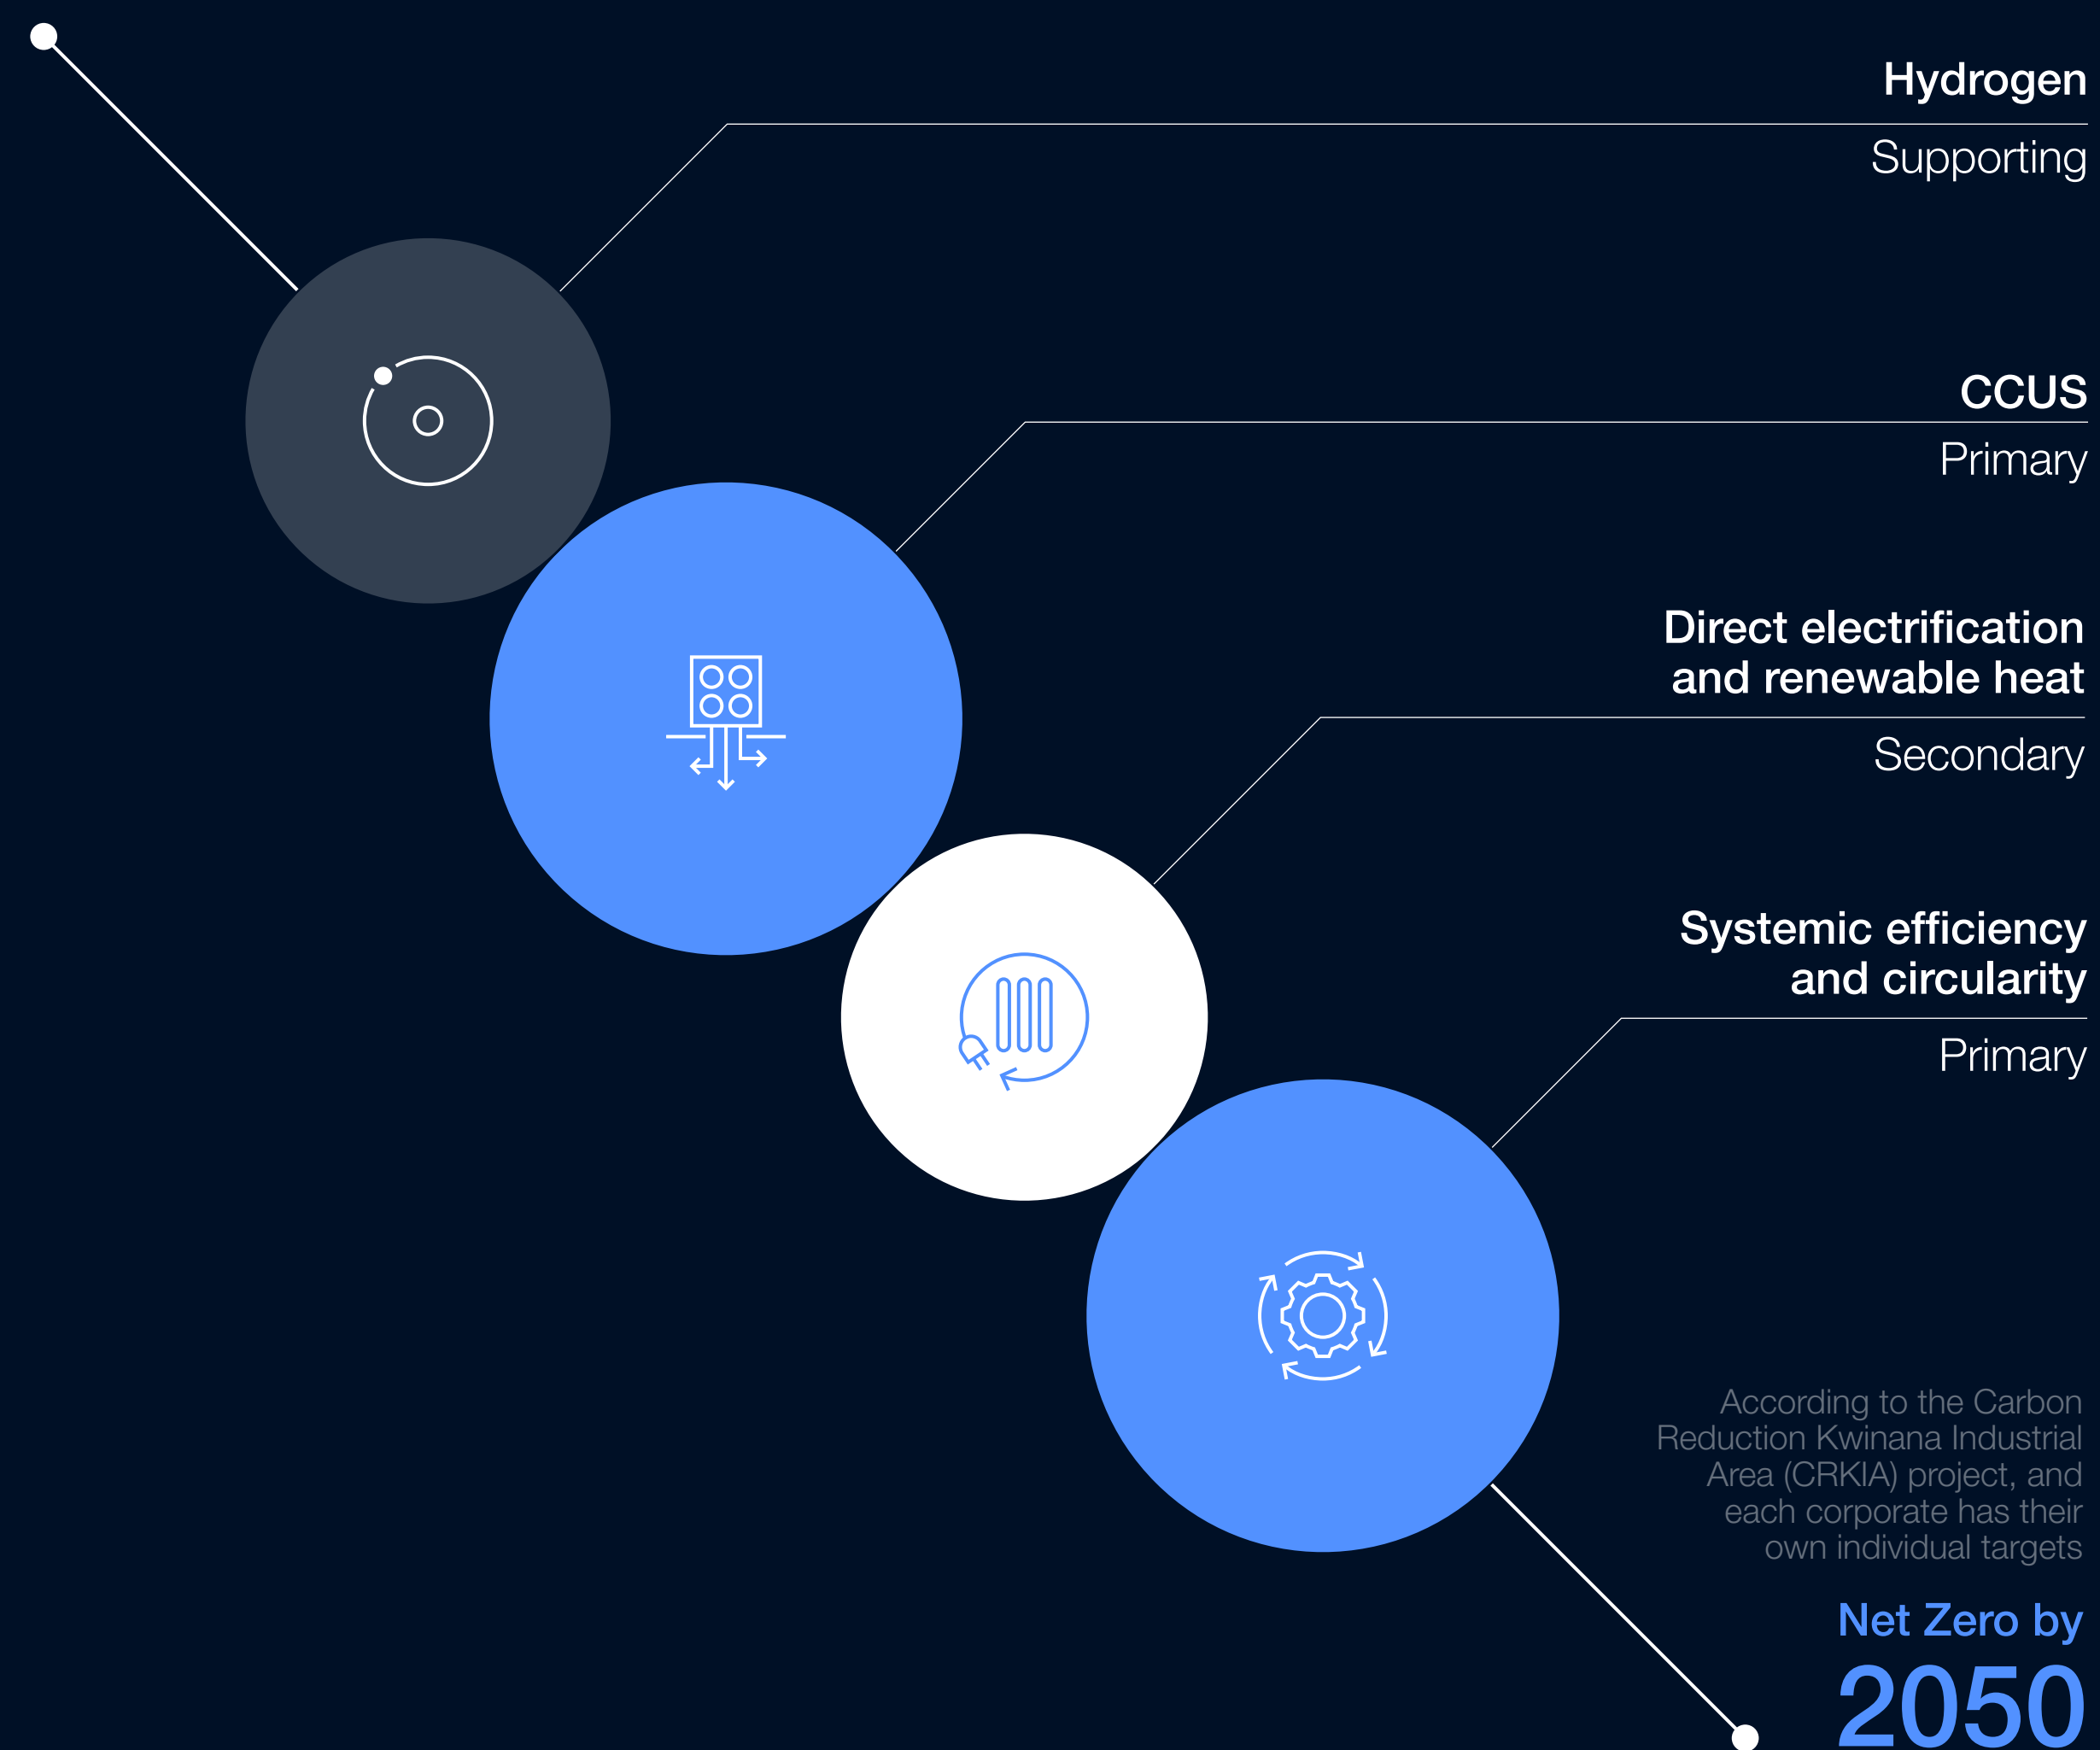 Hydrogen
Supporting
CCUS
Primary
Direct electrification
and renewable heat
Secondary
Systemic efficiency
and circularity
Primary
According to the Carbon
Reduction Kwinana Industrial
Area (CRKIA) project, and
each corporate has their
own individual targets
Net Zero by
2050